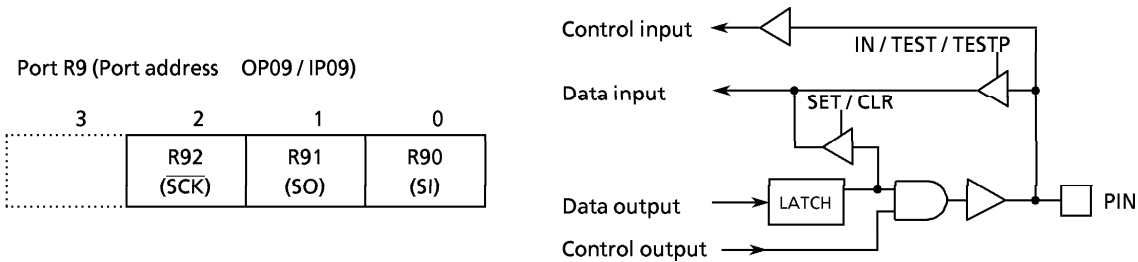 Port R9 (Port address OP09 / IP09)
3 2 1 0
R92 R91 R90
(S̅C̅K̅) (SO) (SI)
Control input
IN / TEST / TESTP
Data input
SET / CLR
Data output
LATCH
PIN
Control output